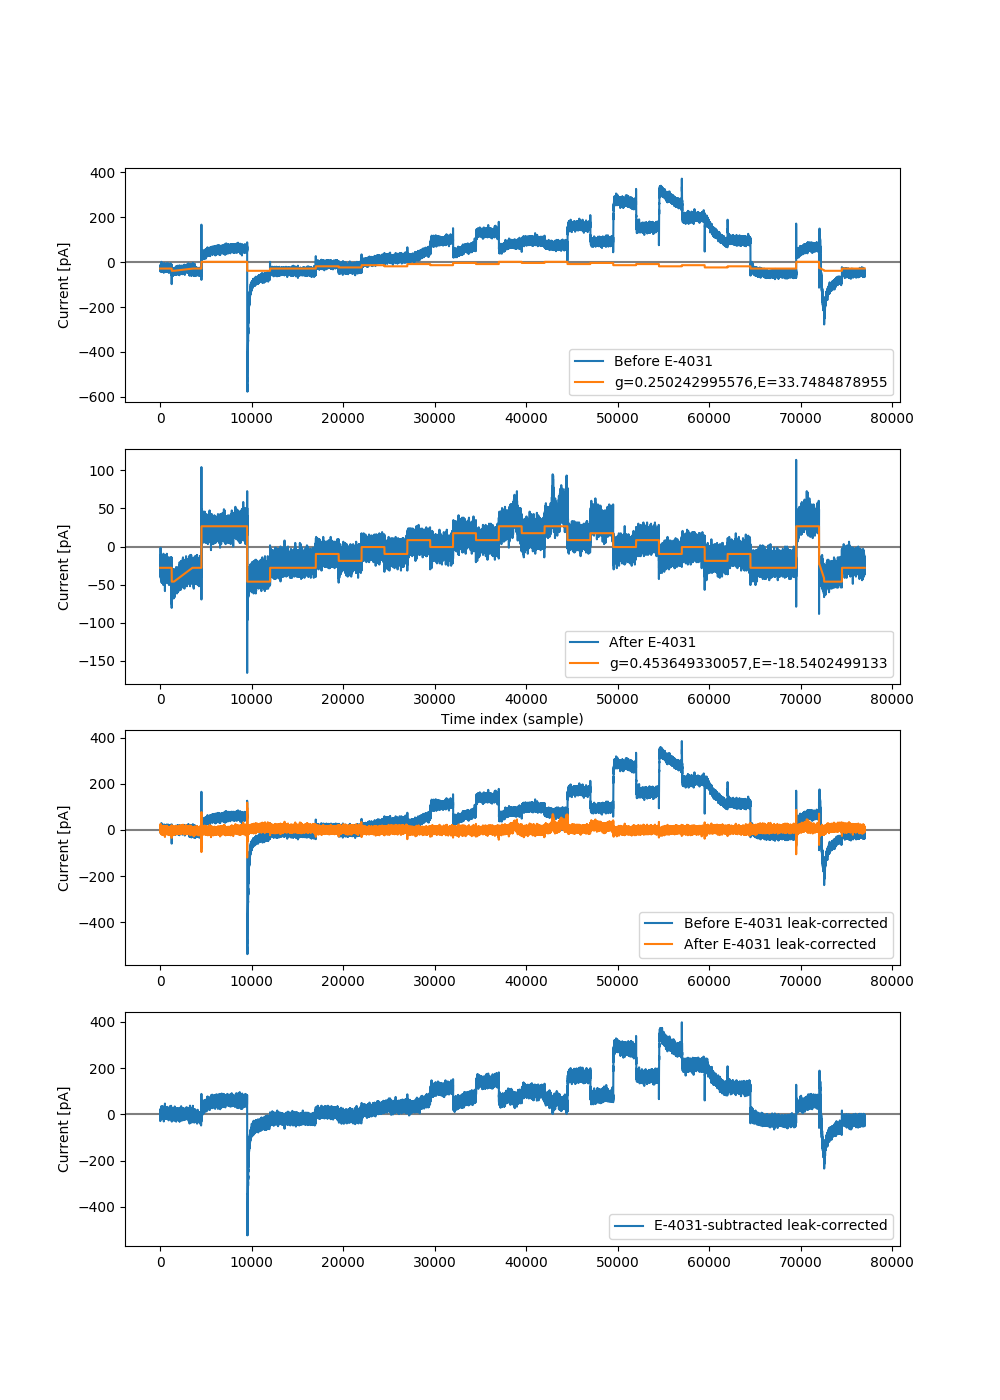 400
200
0
−200
−400
−600
Current [pA]
Before E-4031
g=0.250242995576,E=33.7484878955
0 10000 20000 30000 40000 50000 60000 70000 80000
100
50
0
−50
−100
−150
Current [pA]
After E-4031
g=0.453649330057,E=-18.5402499133
0 10000 20000 30000 40000 50000 60000 70000 80000
Time index (sample)
400
200
0
−200
−400
Current [pA]
Before E-4031 leak-corrected
After E-4031 leak-corrected
0 10000 20000 30000 40000 50000 60000 70000 80000
400
200
0
−200
−400
Current [pA]
E-4031-subtracted leak-corrected
0 10000 20000 30000 40000 50000 60000 70000 80000